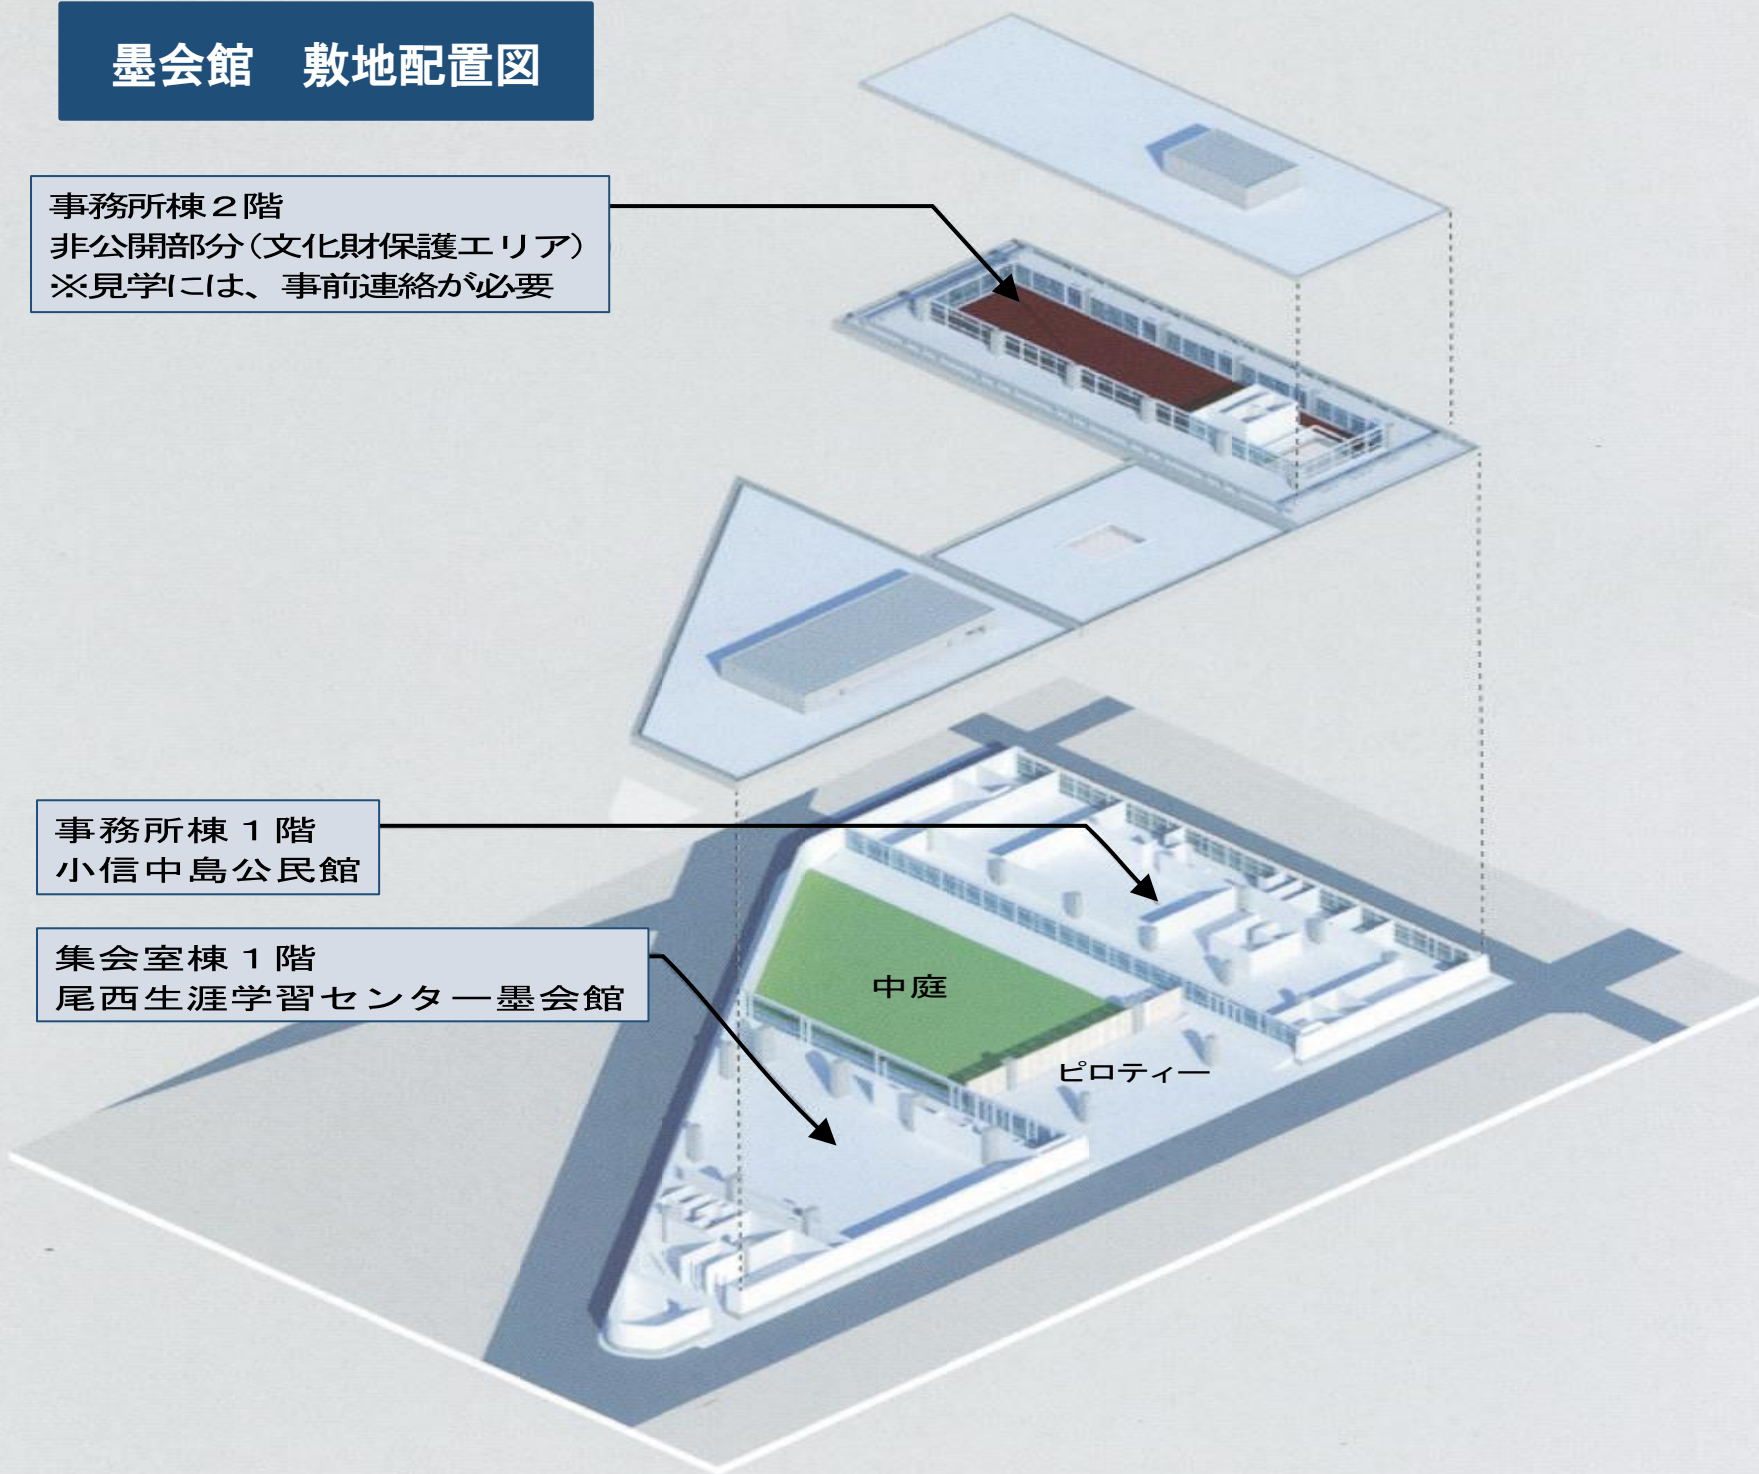 墨会館　敷地配置図
事務所棟２階
非公開部分（文化財保護エリア）
※見学には、事前連絡が必要
事務所棟１階
小信中島公民館
集会室棟１階
尾西生涯学習センター墨会館
中庭
ピロティー